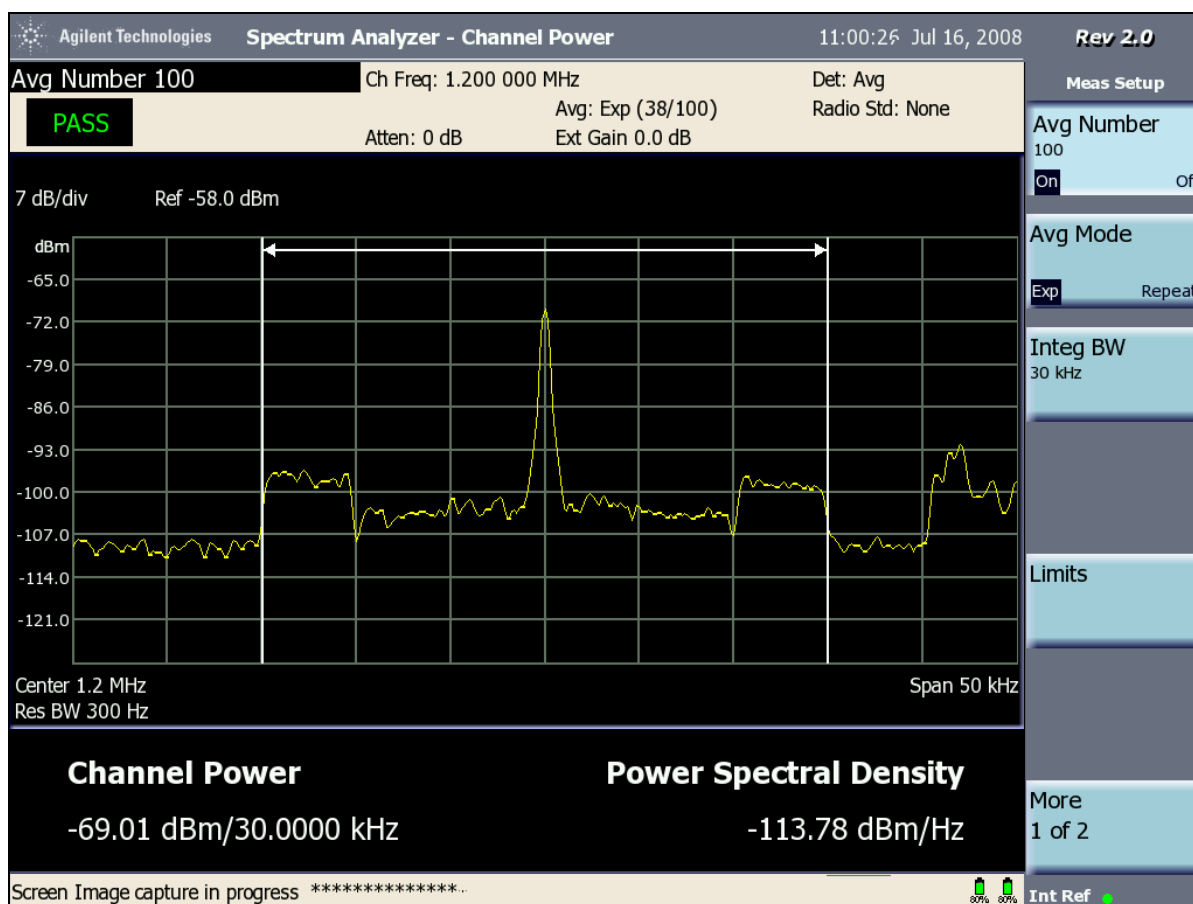 Agilent Technologies Spectrum Analyzer - Channel Power 11:00:26 Jul 16, 2008 Rev 2.0
Avg Number 100
PASS
Ch Freq: 1.200 000 MHz
Det: Avg
Avg: Exp (38/100)
Radio Std: None
Atten: 0 dB
Ext Gain 0.0 dB
7 dB/div Ref -58.0 dBm
dBm
-65.0
-72.0
-79.0
-86.0
-93.0
-100.0
-107.0
-114.0
-121.0
Center 1.2 MHz
Span 50 kHz
Res BW 300 Hz
Channel Power
Power Spectral Density
-69.01 dBm/30.0000 kHz
-113.78 dBm/Hz
Screen Image capture in progress **************..
80% 80%
Meas Setup
Avg Number
100
On Of
Avg Mode
Exp Repeat
Integ BW
30 kHz
Limits
More
1 of 2
Int Ref